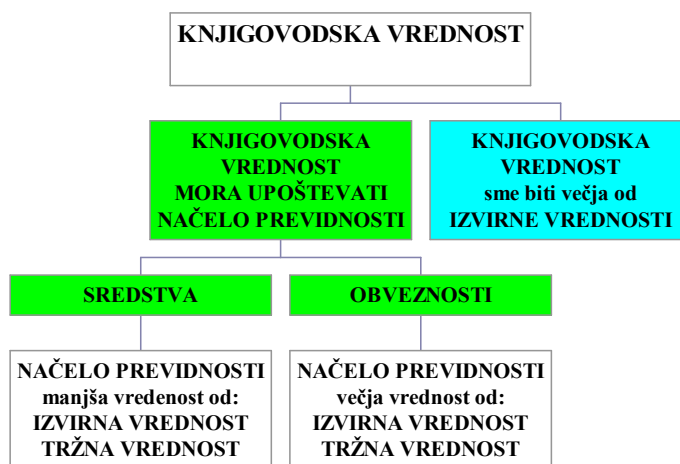 KNJIGOVODSKA VREDNOST
KNJIGOVODSKA
VREDNOST
MORA UPOŠTEVATI
NAČELO PREVIDNOSTI
KNJIGOVODSKA
VREDNOST
sme biti večja od
IZVIRNE VREDNOSTI
SREDSTVA
OBVEZNOSTI
NAČELO PREVIDNOSTI
manjša vredenost od:
IZVIRNA VREDNOST
TRŽNA VREDNOST
NAČELO PREVIDNOSTI
večja vrednost od:
IZVIRNA VREDNOST
TRŽNA VREDNOST